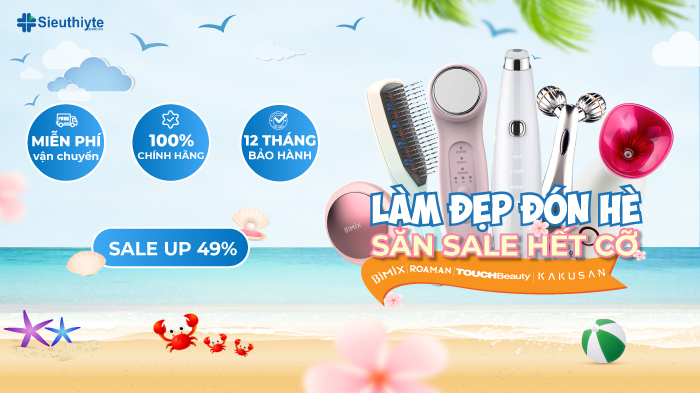 Sieuthiyte
MIỄN PHÍ
vận chuyển
100%
CHÍNH HÃNG
12 THÁNG
BẢO HÀNH
SALE UP 49%
BiMiX
LÀM ĐẸP ĐÓN HÈ
SĂN SALE HẾT CỠ
BiMiX | ROAMAN | TOUCHBeauty | KAKUSAN